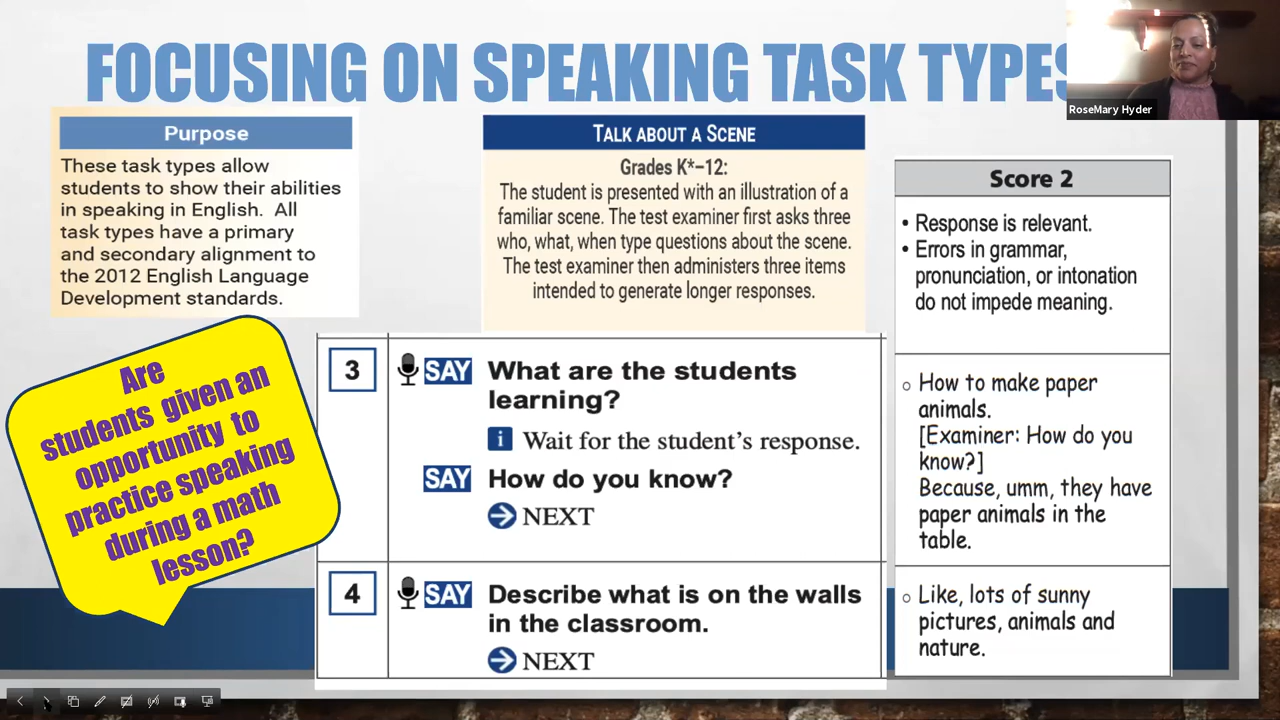 FOCUSING ON SPEAKING TASK TYPES
RoseMary Hyder
Purpose
These task types allow
students to show their abilities
in speaking in English. All
task types have a primary
and secondary alignment to
the 2012 English Language
Development standards.
TALK ABOUT A SCENE
Grades K*–12:
The student is presented with an illustration of a
familiar scene. The test examiner first asks three
who, what, when type questions about the scene.
The test examiner then administers three items
intended to generate longer responses.
Score 2
• Response is relevant.
• Errors in grammar,
pronunciation, or intonation
do not impede meaning.
Are
students given an
opportunity to
practice speaking
during a math
lesson?
3
SAY What are the students
learning?
i Wait for the student’s response.
SAY How do you know?
NEXT
How to make paper
animals.
[Examiner: How do you
know?]
Because, umm, they have
paper animals in the
table.
4
SAY Describe what is on the walls
in the classroom.
NEXT
Like, lots of sunny
pictures, animals and
nature.